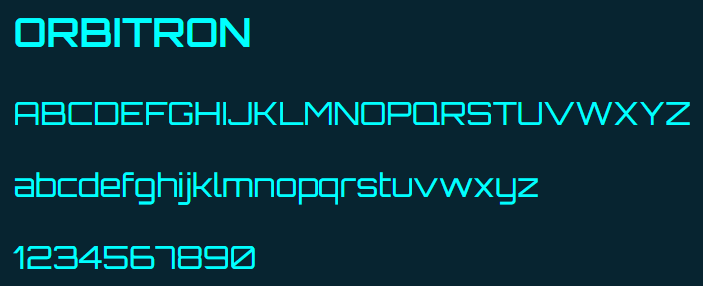 ORBITRON
ABCDEFGHIJKLMNOPQRSTUVWXYZ
abcdefghijklmnopqrstuvwxyz
1234567890